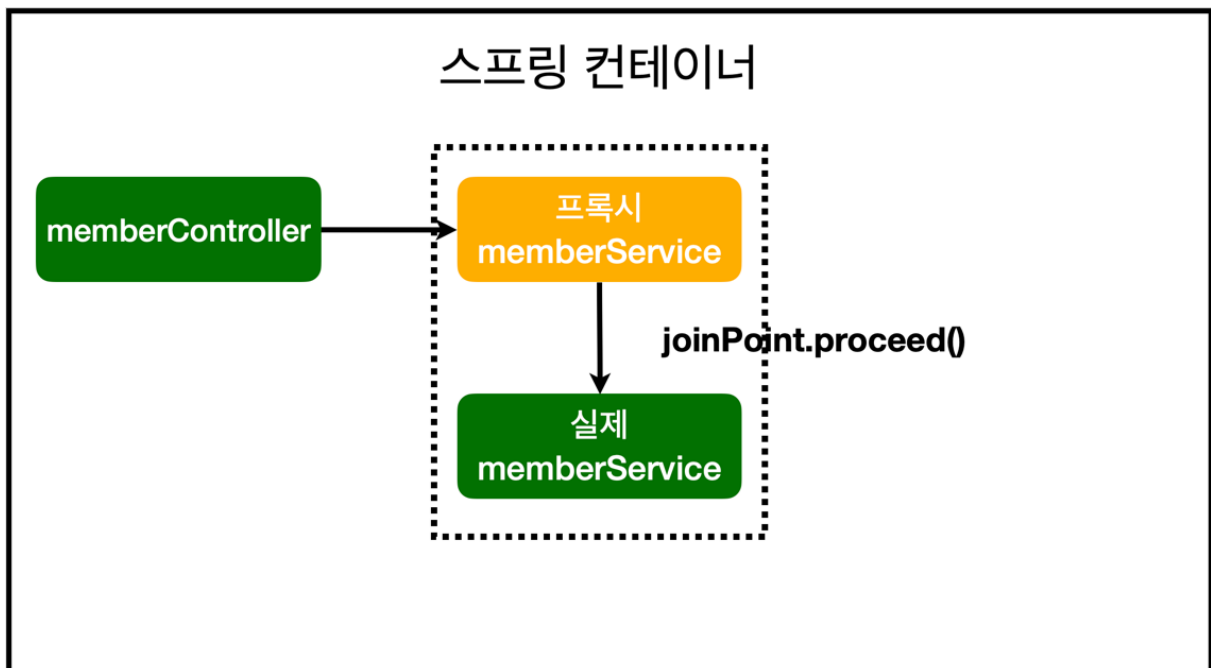 스프링 컨테이너
memberController
프록시
memberService
joinPoint.proceed()
실제
memberService